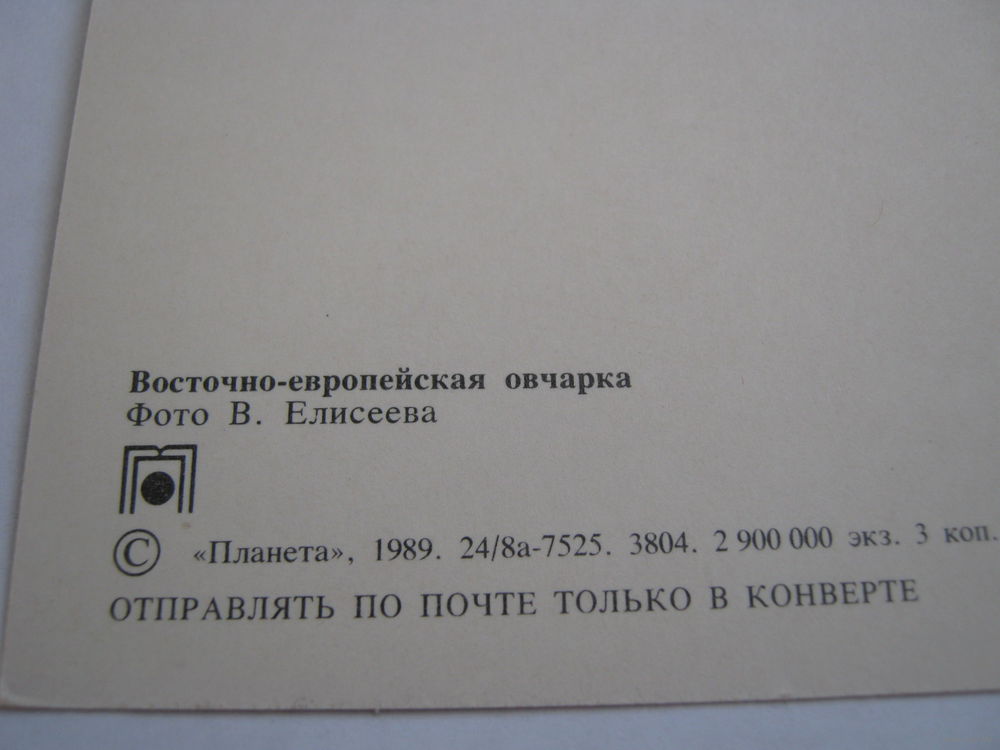 Восточно-европейская овчарка
Фото В. Елисеева
© «Планета», 1989. 24/8а-7525. 3804. 2 900 000 экз. 3 коп.
ОТПРАВЛЯТЬ ПО ПОЧТЕ ТОЛЬКО В КОНВЕРТЕ